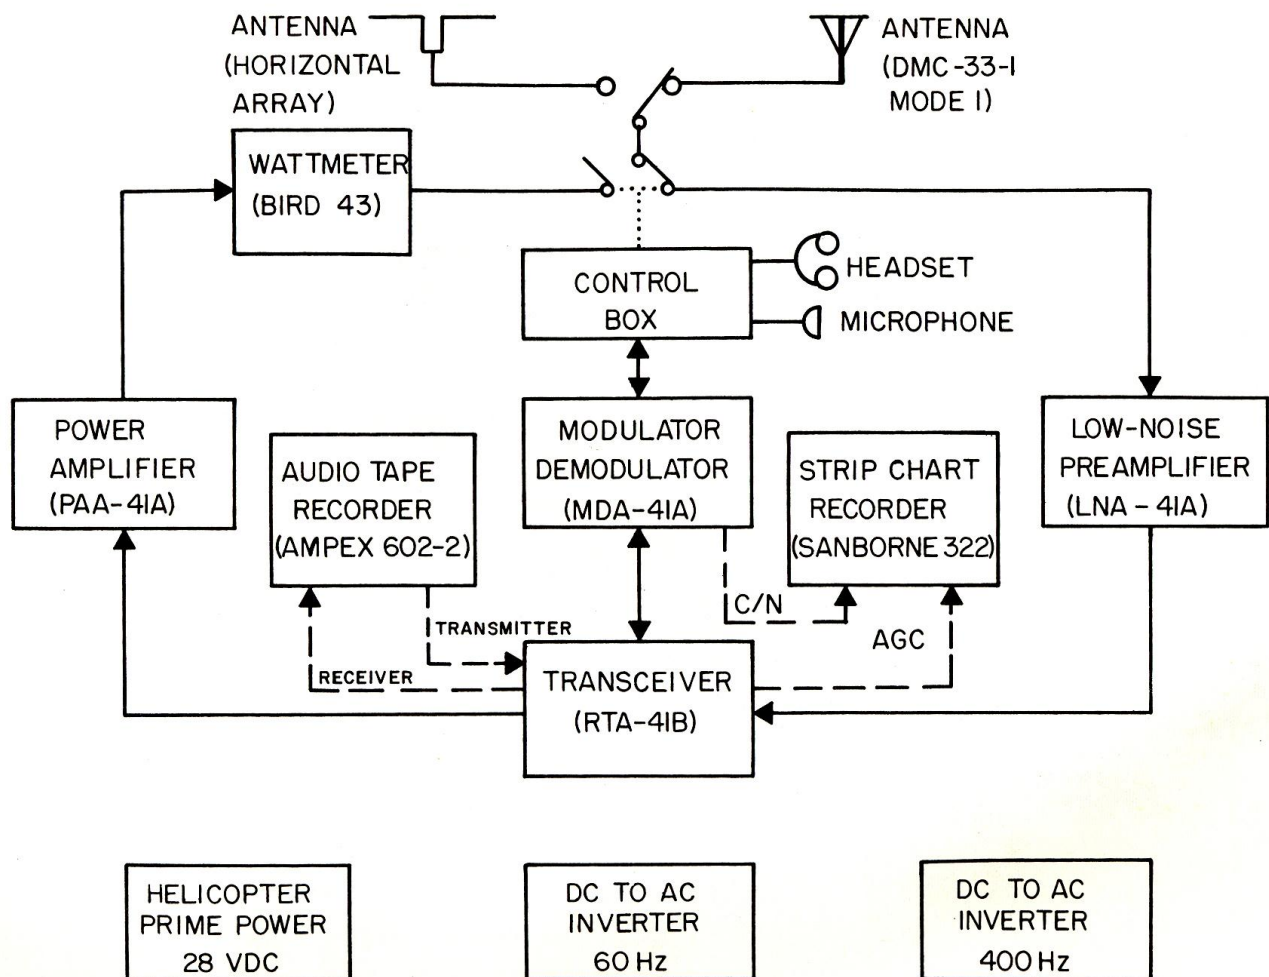 ANTENNA
(HORIZONTAL
ARRAY)
ANTENNA
(DMC-33-1
MODE 1)
WATTMETER
(BIRD 43)
CONTROL
BOX
HEADSET
MICROPHONE
POWER
AMPLIFIER
(PAA-41A)
AUDIO TAPE
RECORDER
(AMPEX 602-2)
MODULATOR
DEMODULATOR
(MDA-41A)
STRIP CHART
RECORDER
(SANBORNE 322)
LOW-NOISE
PREAMPLIFIER
(LNA-41A)
C/N
TRANSMITTER
AGC
RECEIVER
TRANSCEIVER
(RTA-41B)
HELICOPTER
PRIME POWER
28 VDC
DC TO AC
INVERTER
60 Hz
DC TO AC
INVERTER
400 Hz